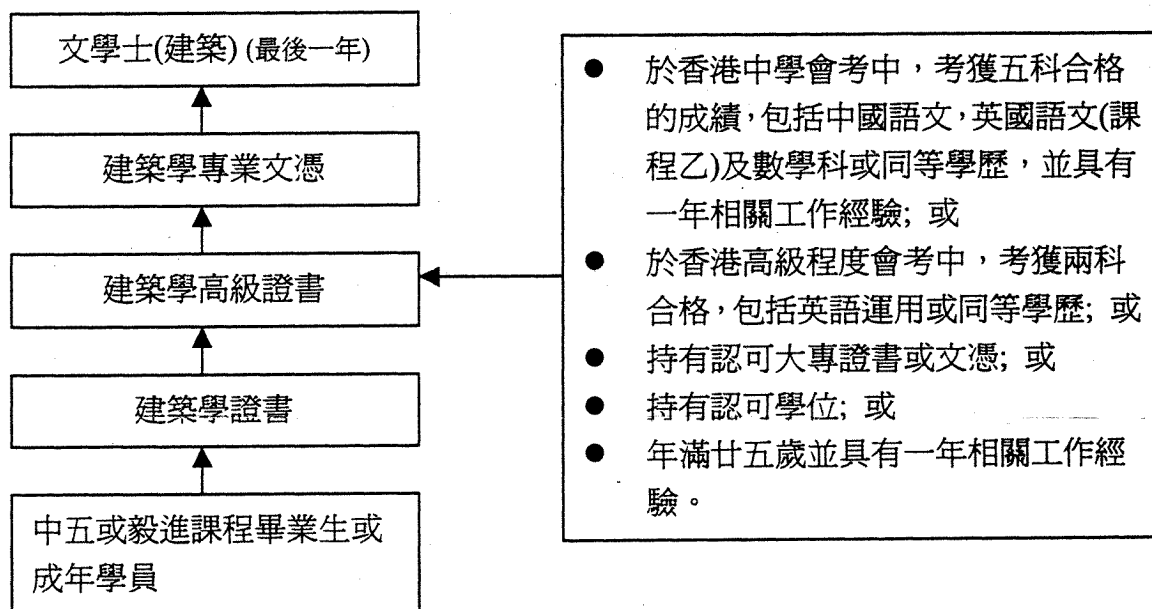 文學士(建築) (最後一年)
建築學專業文憑
建築學高級證書
建築學證書
中五或毅進課程畢業生或
成年學員
● 於香港中學會考中，考獲五科合格
的成績，包括中國語文，英國語文(課
程乙)及數學科或同等學歷，並具有
一年相關工作經驗; 或
● 於香港高級程度會考中，考獲兩科
合格，包括英語運用或同等學歷; 或
● 持有認可大專證書或文憑; 或
● 持有認可學位; 或
● 年滿廿五歲並具有一年相關工作經
驗。